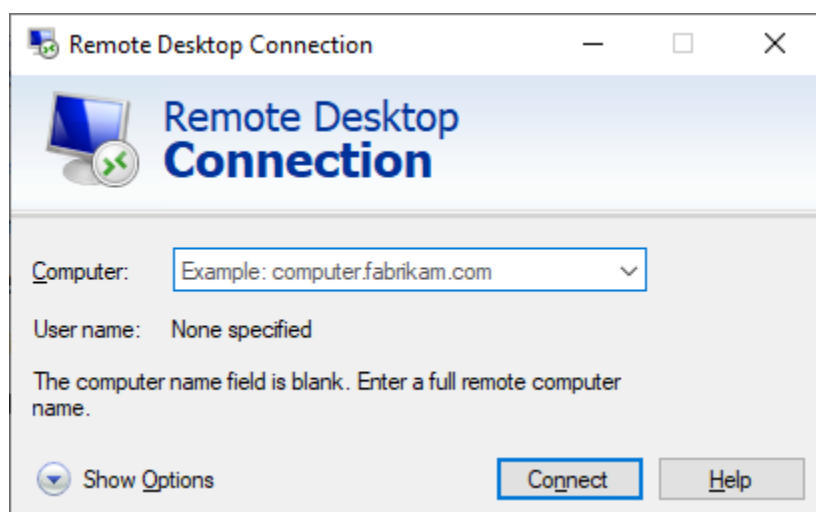 Remote Desktop Connection
Remote Desktop
Connection
Computer: Example: computer.fabrikam.com
User name: None specified
The computer name field is blank. Enter a full remote computer
name.
Show Options Connect Help